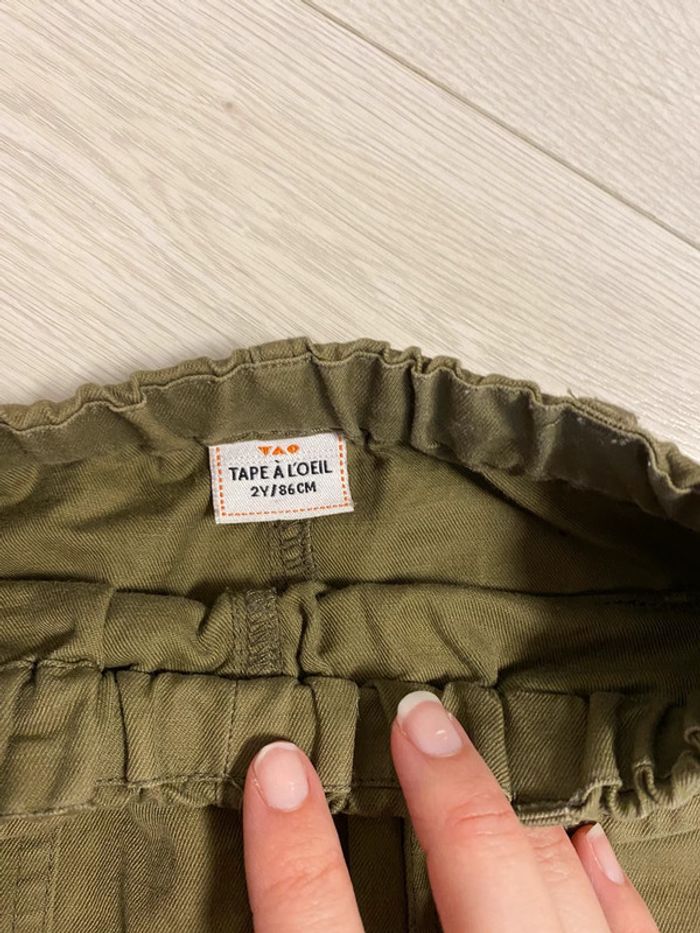 TAO
TAPE À L'OEIL
2Y/86CM